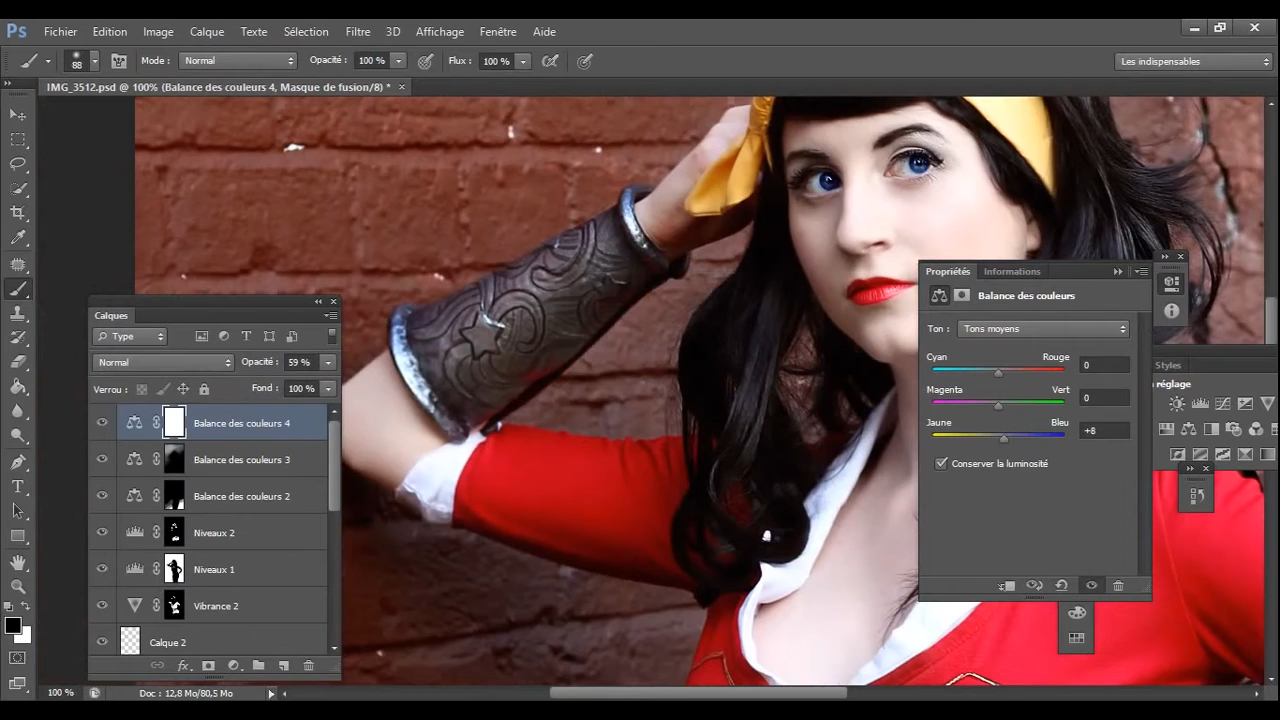 Ps Fichier Edition Image Calque Texte Sélection Filtre 3D Affichage Fenêtre Aide
88 Mode : Normal Opacité : 100 % Flux : 100 % Les indispensables
IMG_3512.psd @ 100% (Balance des couleurs 4, Masque de fusion/8) *
Calques
Type
Normal Opacité : 59 %
Verrou : Fond : 100 %
Balance des couleurs 4
Balance des couleurs 3
Balance des couleurs 2
Niveaux 2
Niveaux 1
Vibrance 2
Calque 2
fx
Propriétés Informations
Balance des couleurs
Ton : Tons moyens
Cyan Rouge 0
Magenta Vert 0
Jaune Bleu +8
Conserver la luminosité
Styles
réglage
100 % Doc : 12,8 Mo/80,5 Mo